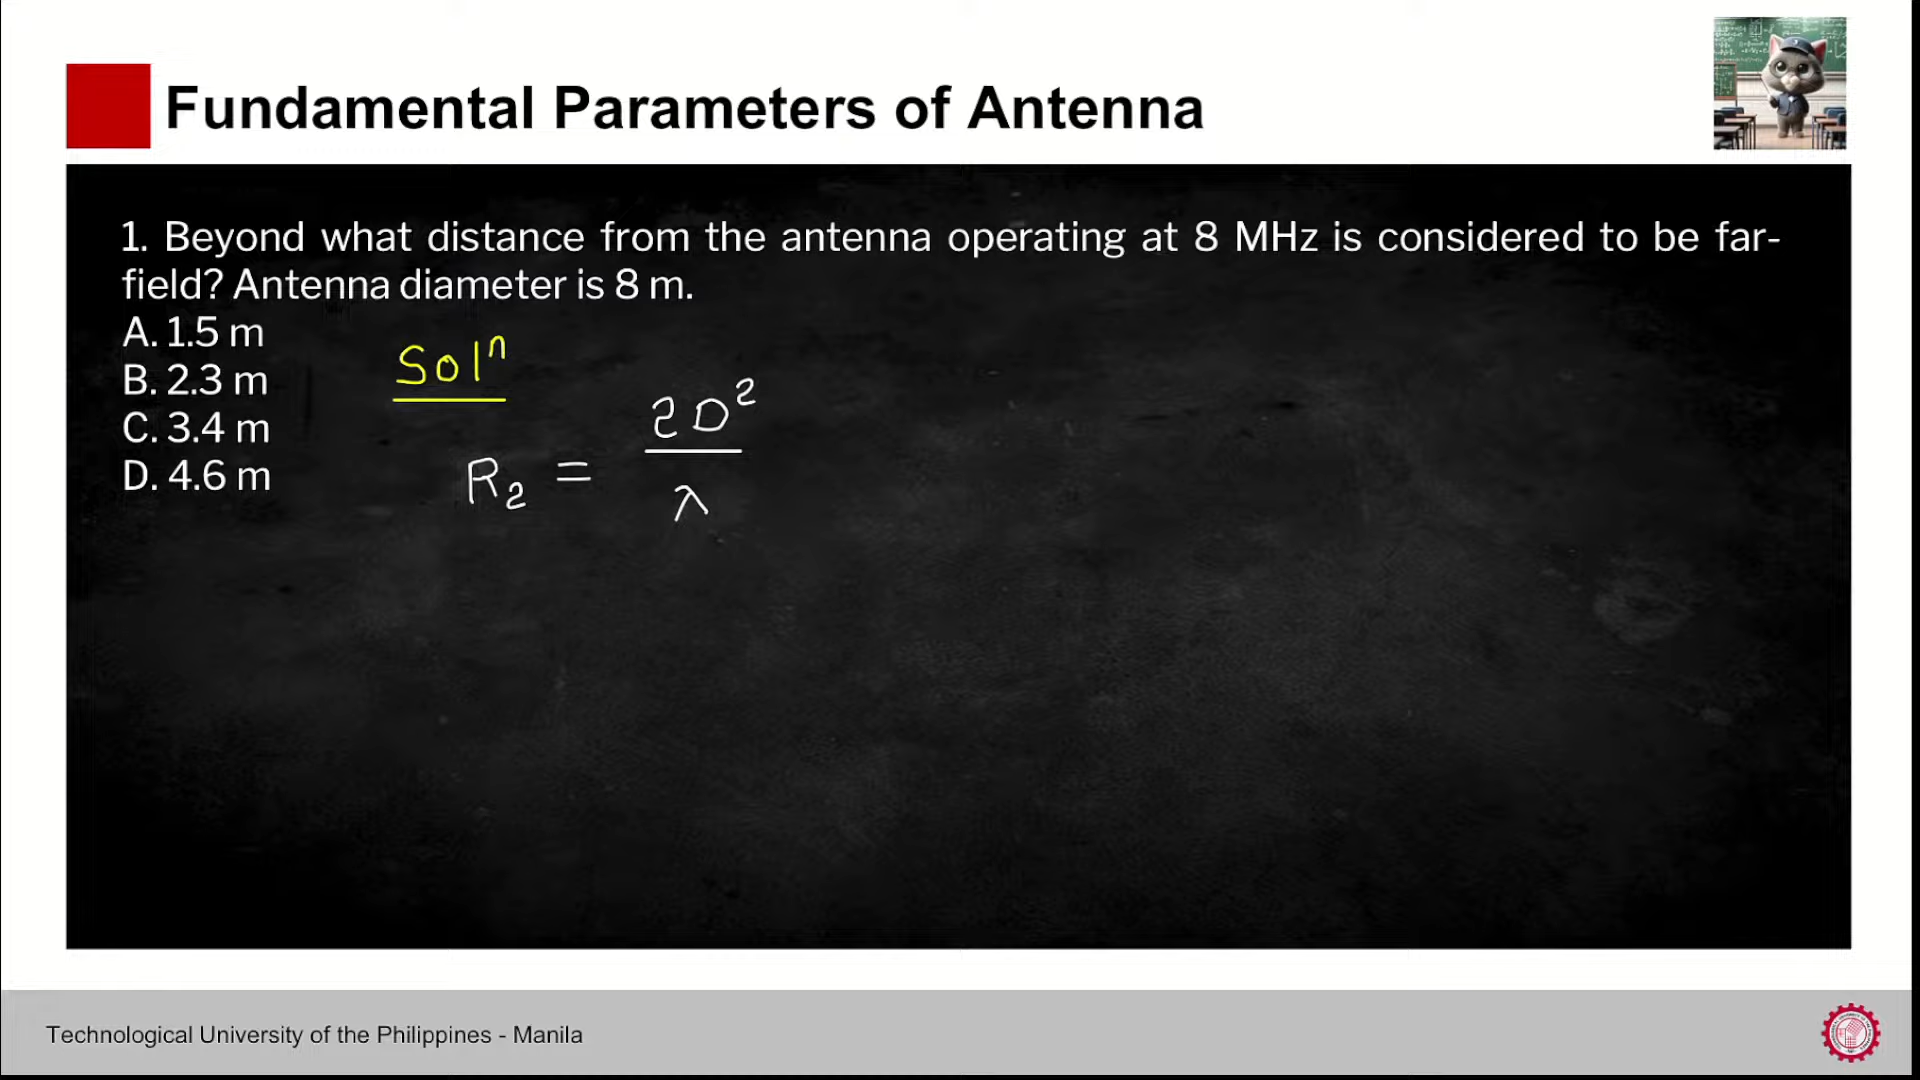 Fundamental Parameters of Antenna
1. Beyond what distance from the antenna operating at 8 MHz is considered to be far-
field? Antenna diameter is 8 m.
A. 1.5 m
B. 2.3 m
C. 3.4 m
D. 4.6 m
Solⁿ
R₂ = 2D² / λ
Technological University of the Philippines - Manila